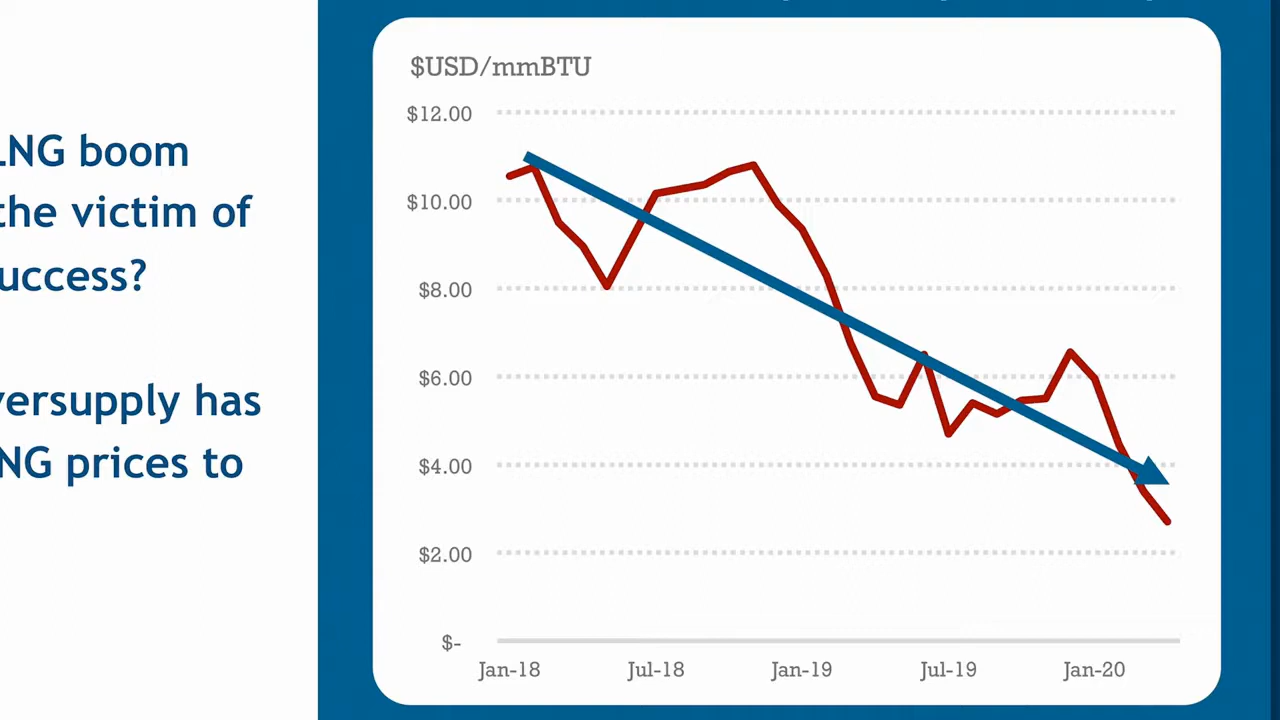 NG boom
the victim of
uccess?
versupply has
NG prices to
$USD/mmBTU
$12.00
$10.00
$8.00
$6.00
$4.00
$2.00
$-
Jan-18 Jul-18 Jan-19 Jul-19 Jan-20